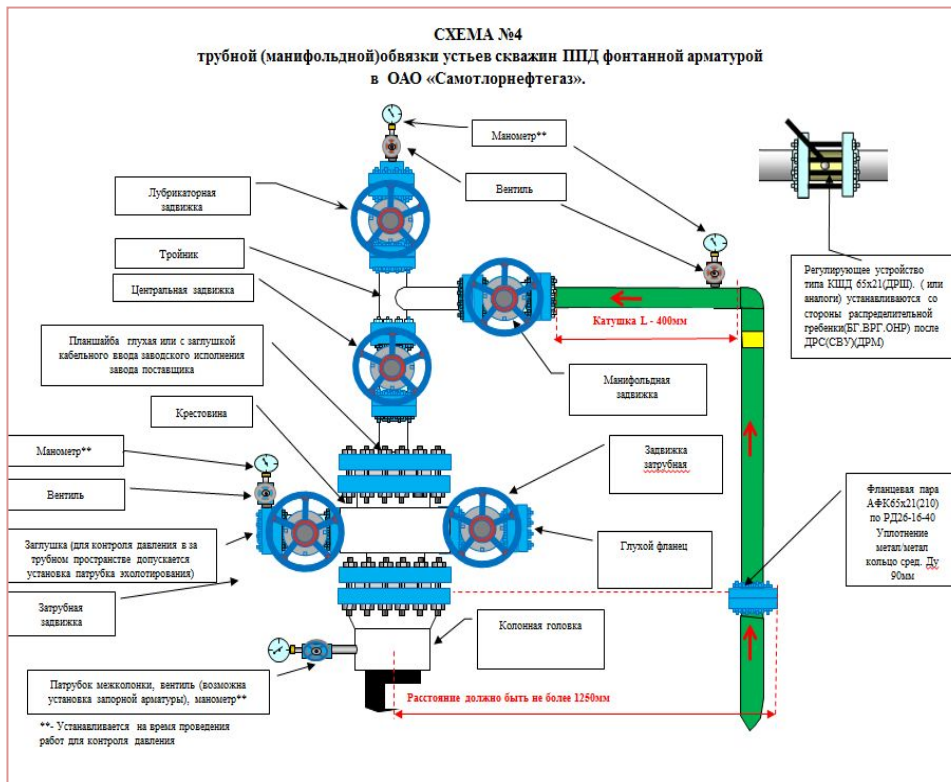 СХЕМА №4
трубной (манифольдной)обвязки устьев скважин ППД фонтанной арматурой
в ОАО «Самотлорнефтегаз».
Манометр**
Вентиль
Лубрикаторная
задвижка
Тройник
Центральная задвижка
Планшайба глухая или с заглушкой
кабельного ввода заводского исполнения
завода поставщика
Крестовина
Манометр**
Вентиль
Заглушка (для контроля давления в за
трубном пространстве допускается
установка патрубка эхолотирования)
Затрубная
задвижка
Патрубок межколонки, вентиль (возможна
установка запорной арматуры), манометр**
**- Устанавливается на время проведения
работ для контроля давления
Катушка L - 400мм
Манифольдная
задвижка
Задвижка
затрубная
Глухой фланец
Колонная головка
Расстояние должно быть не более 1250мм
Регулирующее устройство
типа КШД 65х21(ДРШ). ( или
аналоги) устанавливаются со
стороны распределительной
гребенки(БГ.ВРГ.ОНР) после
ДРС(СВУ)(ДРМ)
Фланцевая пара
АФК65х21(210)
по РД26-16-40
Уплотнение
метал/метал
кольцо сред. Ду
90мм